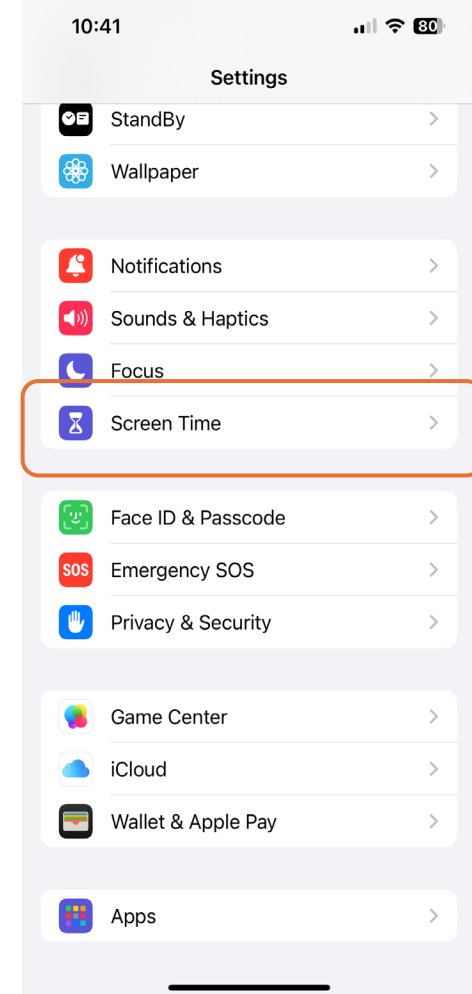 10:41
80
Settings
StandBy
Wallpaper
Notifications
Sounds & Haptics
Focus
Screen Time
Face ID & Passcode
SOS Emergency SOS
Privacy & Security
Game Center
iCloud
Wallet & Apple Pay
Apps